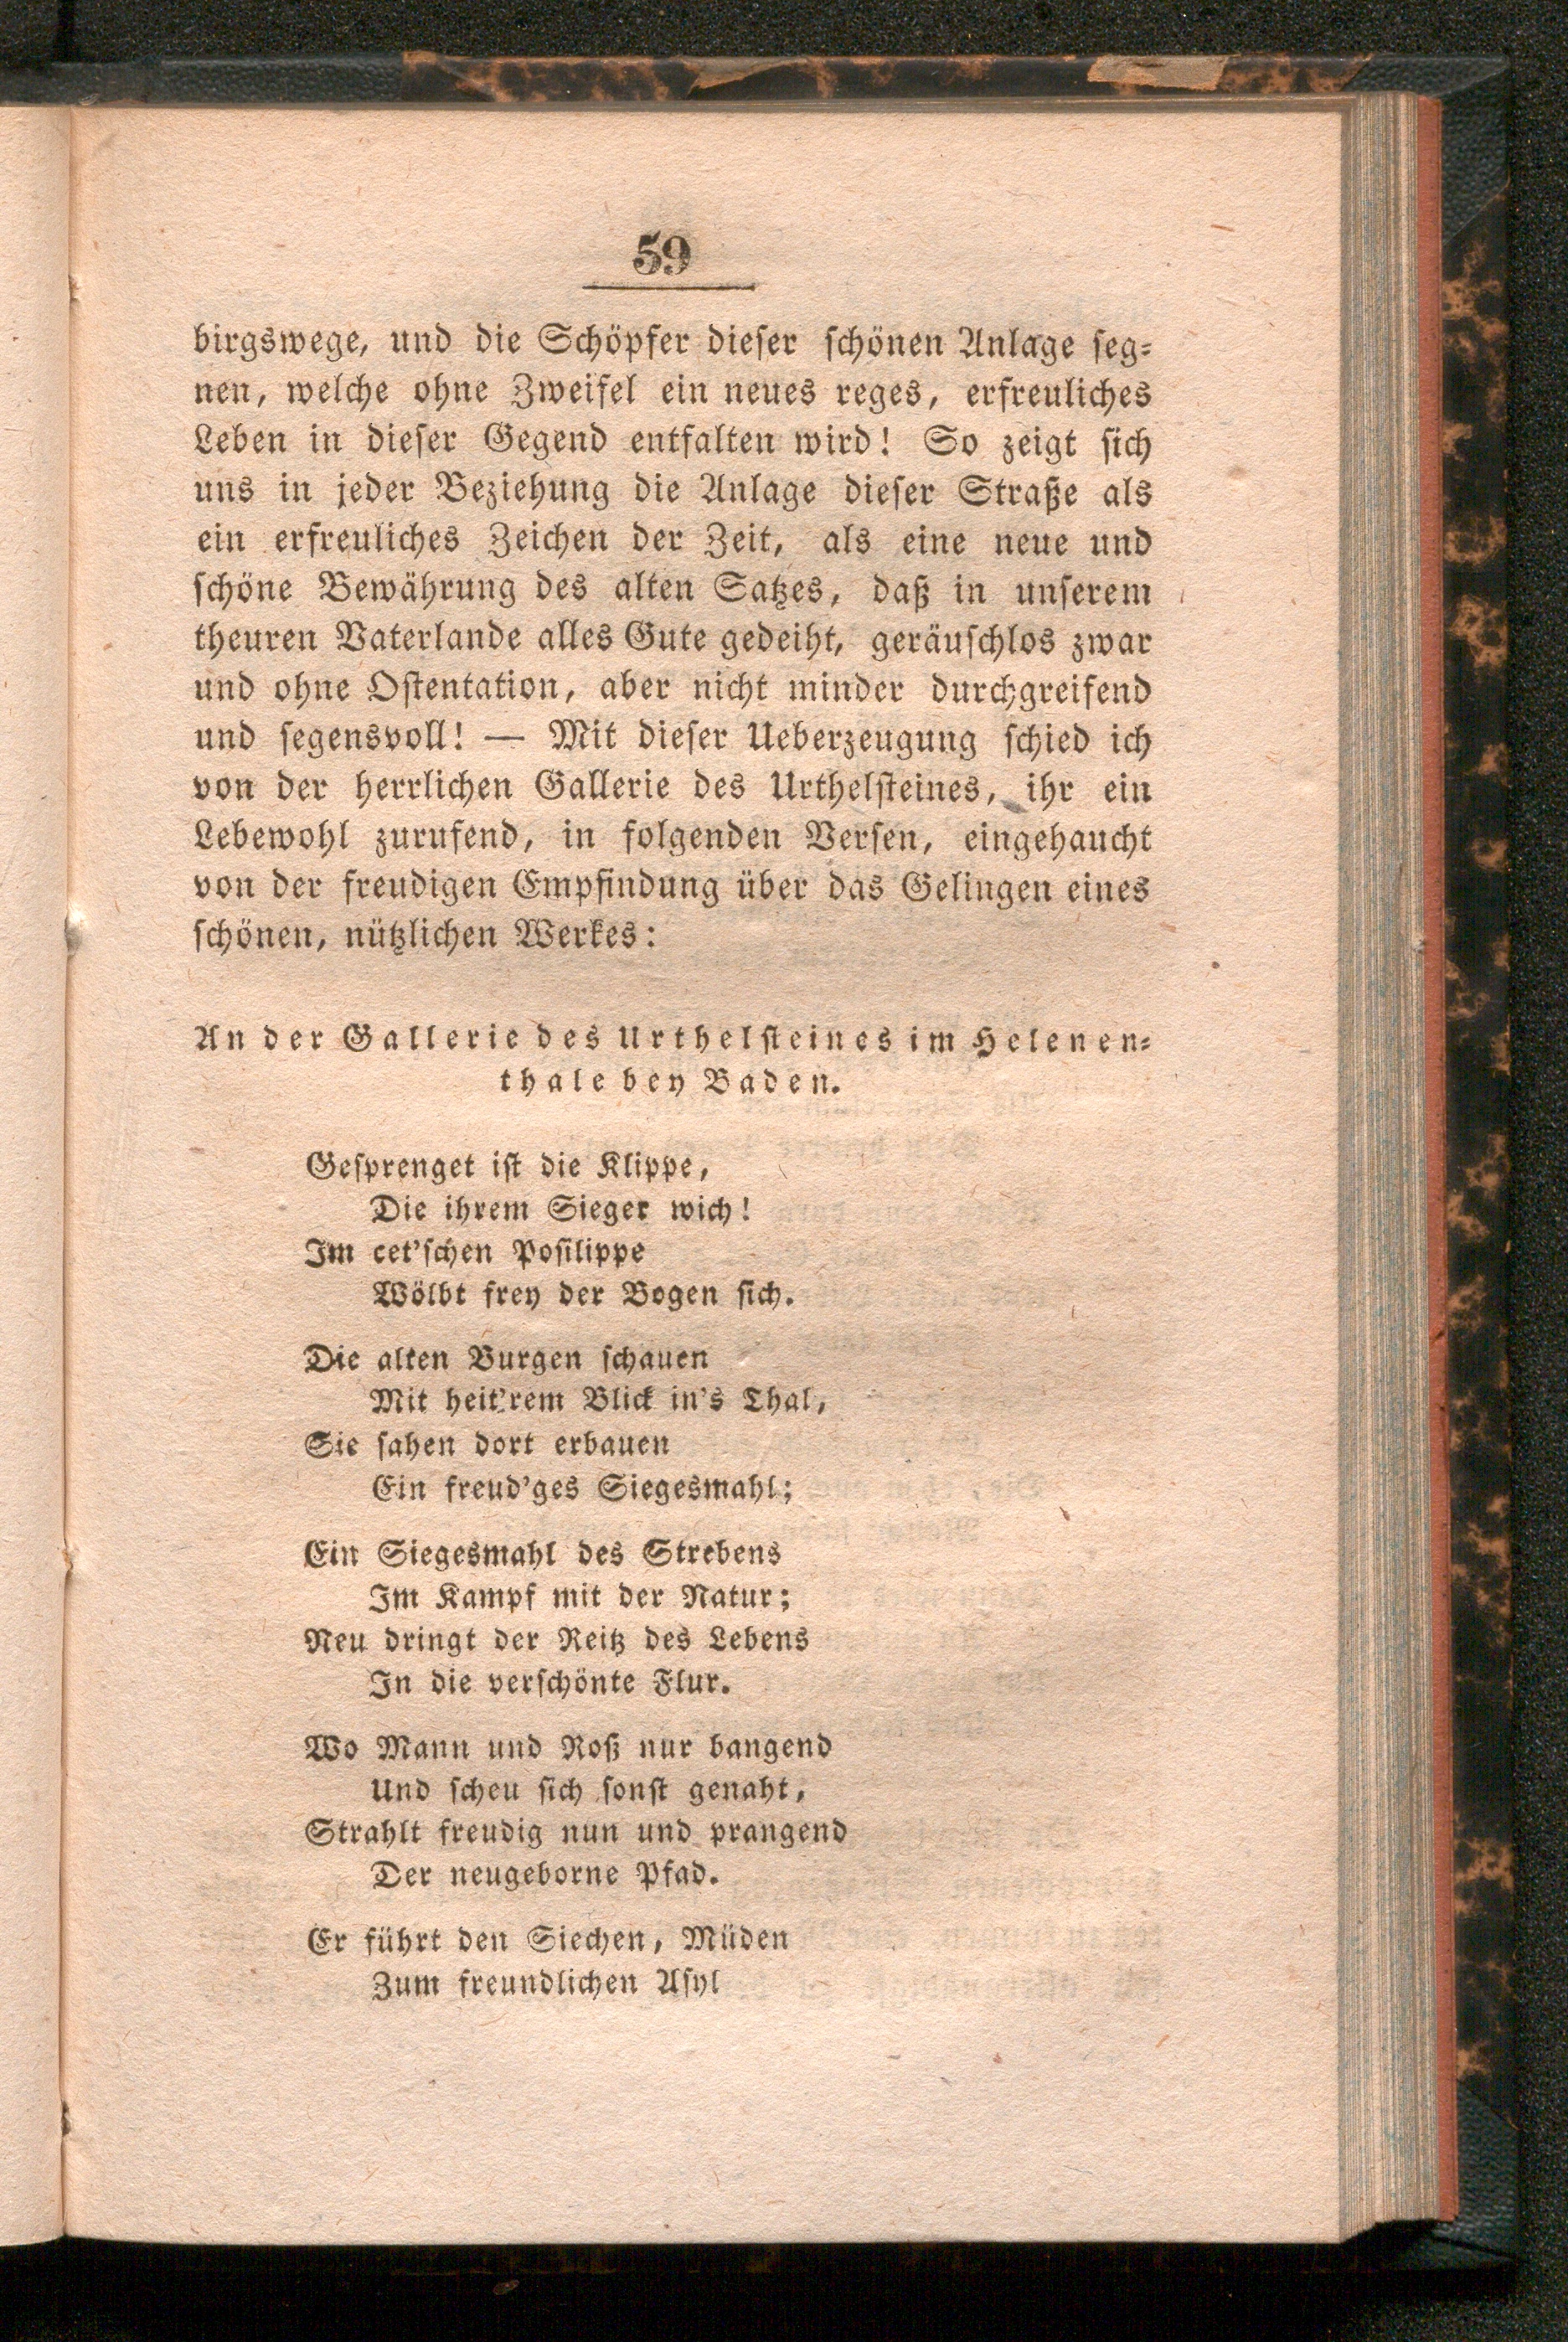 59
birgswege, und die Schöpfer dieser schönen Anlage seg-
nen, welche ohne Zweifel ein neues reges, erfreuliches
Leben in dieser Gegend entfalten wird! So zeigt sich
uns in jeder Beziehung die Anlage dieser Straße als
ein erfreuliches Zeichen der Zeit, als eine neue und
schöne Bewährung des alten Satzes, daß in unserem
theuren Vaterlande alles Gute gedeiht, geräuschlos zwar
und ohne Ostentation, aber nicht minder durchgreifend
und segensvoll! — Mit dieser Ueberzeugung schied ich
von der herrlichen Gallerie des Urthelsteines, ihr ein
Lebewohl zurufend, in folgenden Versen, eingehaucht
von der freudigen Empfindung über das Gelingen eines
schönen, nützlichen Werkes:
An der Gallerie des Urthelsteines im Helenen-
thale bey Baden.
Gesprenget ist die Klippe,
Die ihrem Sieger wich!
Im cet'schen Posilippe
Wölbt frey der Bogen sich.
Die alten Burgen schauen
Mit heit'rem Blick in's Thal,
Sie sahen dort erbauen
Ein freud'ges Siegesmahl;
Ein Siegesmahl des Strebens
Im Kampf mit der Natur;
Neu dringt der Reitz des Lebens
In die verschönte Flur.
Wo Mann und Roß nur bangend
Und scheu sich sonst genaht,
Strahlt freudig nun und prangend
Der neugeborne Pfad.
Er führt den Siechen, Müden
Zum freundlichen Asyl